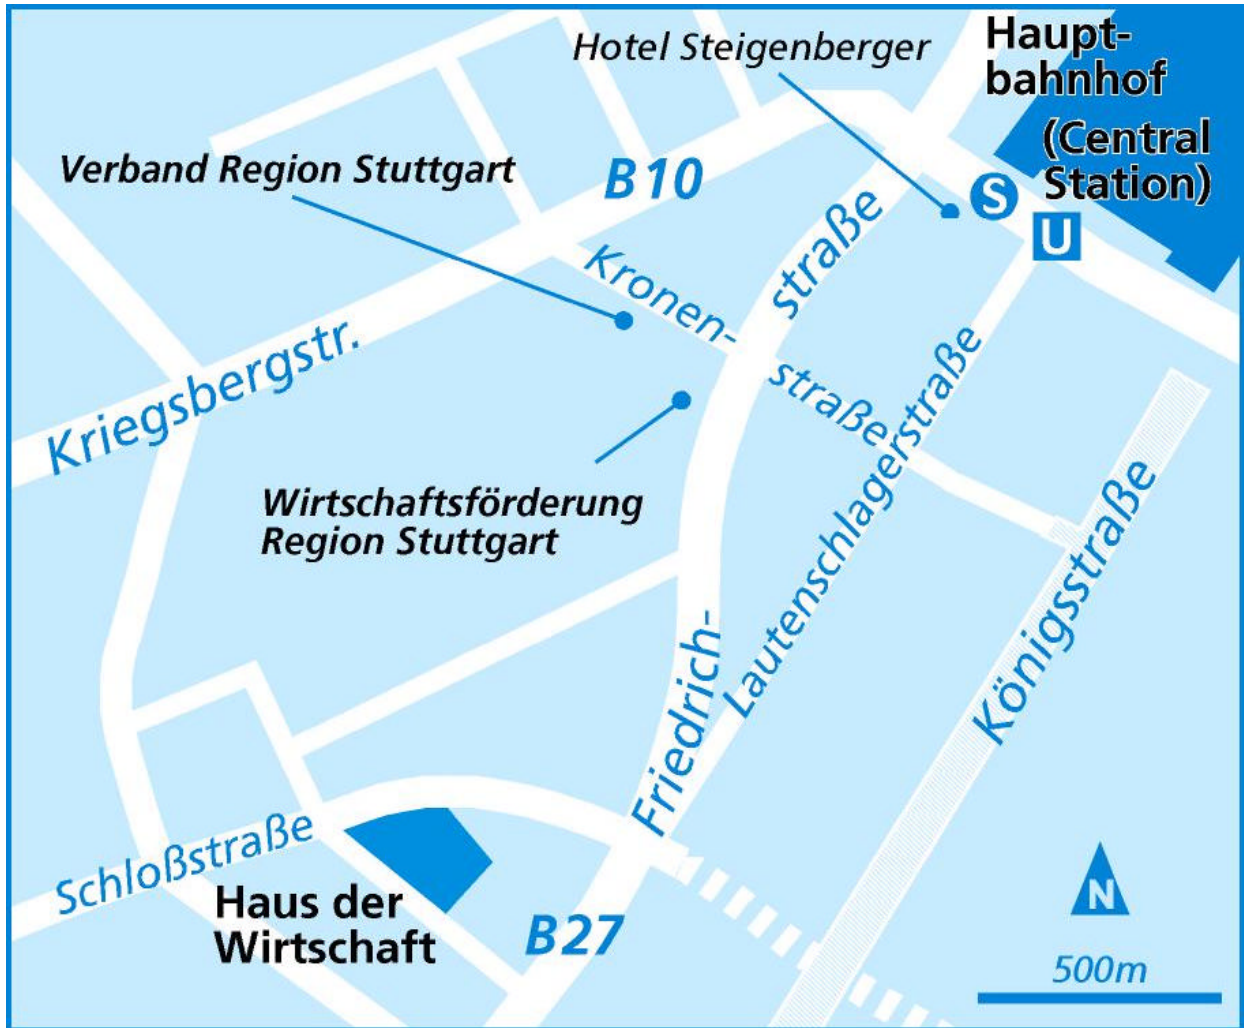 Hotel Steigenberger
Haupt-
bahnhof
(Central
Station)
Verband Region Stuttgart
B10
S
U
straße
Kronen-
straße
Kriegsbergstr.
Lautenschlagerstraße
Wirtschaftsförderung
Region Stuttgart
Königsstraße
Friedrich-
Schloßstraße
Haus der
Wirtschaft
B27
N
500m